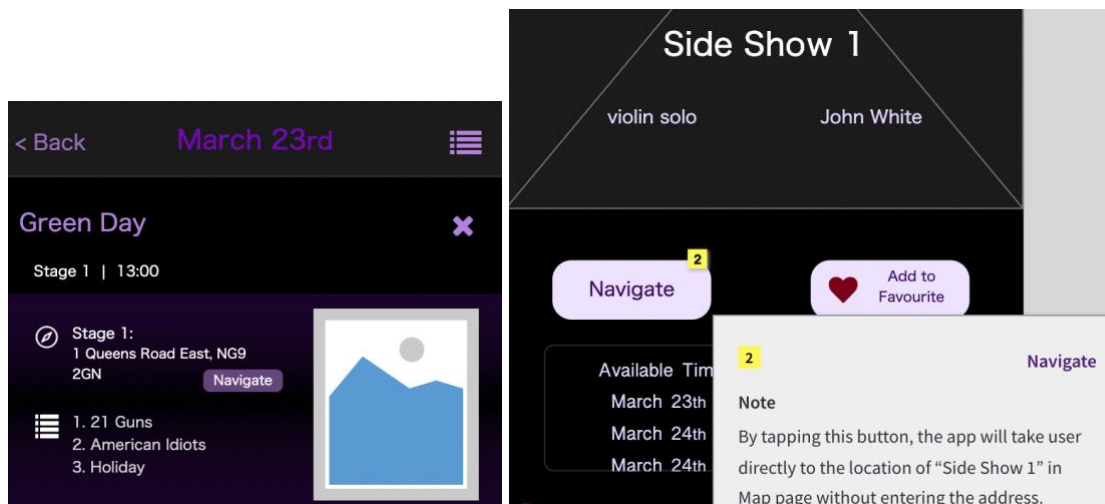 < Back March 23rd
Green Day
Stage 1 | 13:00
Stage 1:
1 Queens Road East, NG9
2GN
Navigate
1. 21 Guns
2. American Idiots
3. Holiday
Side Show 1
violin solo John White
2
Navigate
Add to
Favourite
Available Tim
March 23th
March 24th
March 24th
2 Navigate
Note
By tapping this button, the app will take user
directly to the location of “Side Show 1” in
Map page without entering the address.